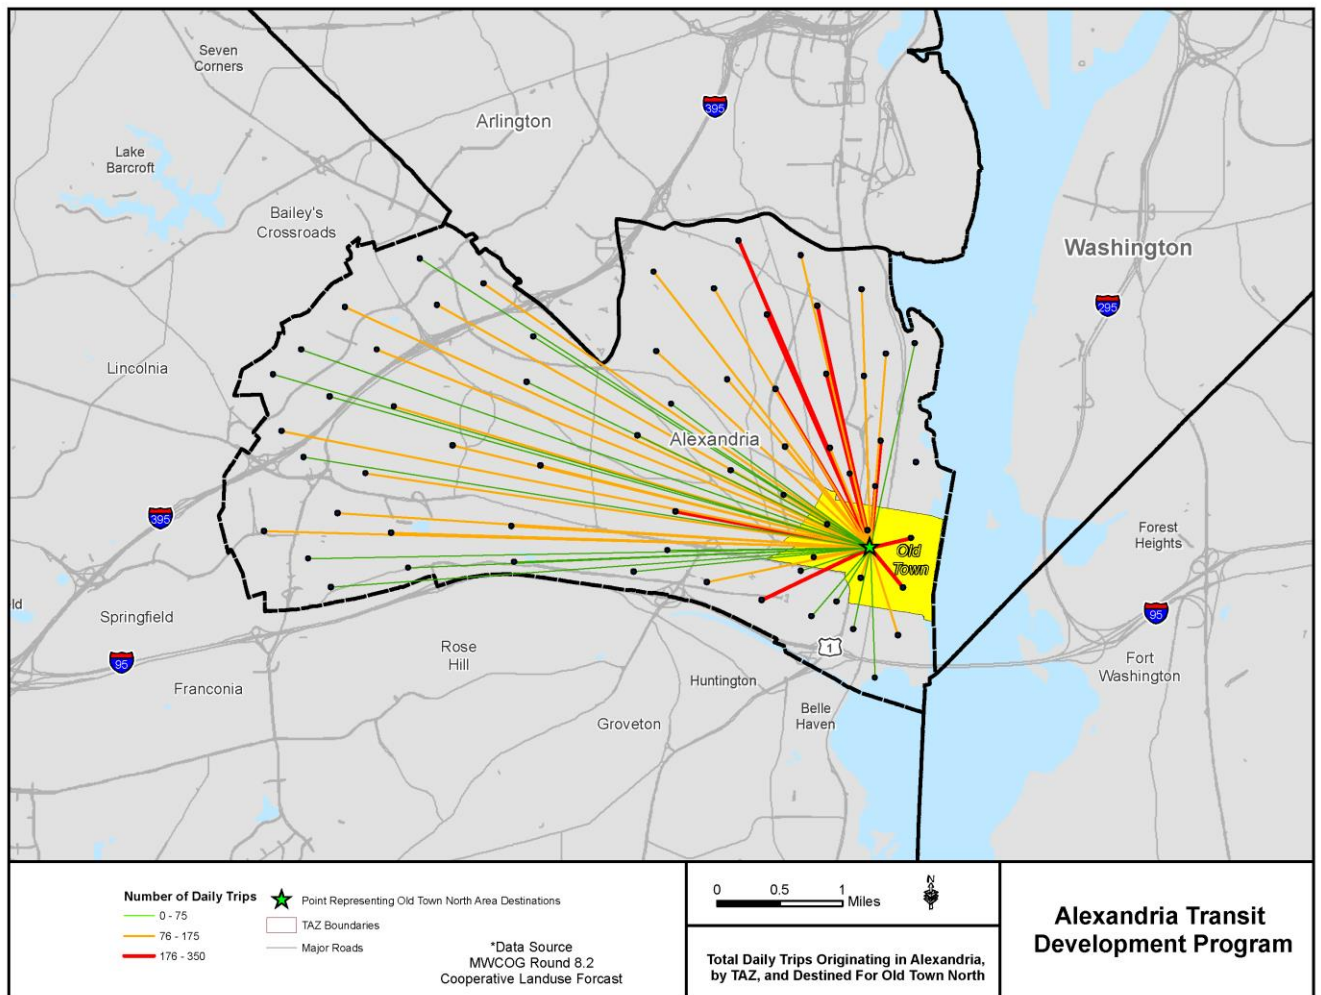 Seven
Corners
395
Arlington
Lake
Barcroft
Bailey's
Crossroads
Washington
295
Lincolnia
Alexandria
395
Old
Town
Forest
Heights
ld
Springfield
95
95
Rose
Hill
1
Fort
Washington
Franconia
Huntington
Belle
Haven
Groveton
Number of Daily Trips
0 - 75
76 - 175
176 - 350
Point Representing Old Town North Area Destinations
TAZ Boundaries
Major Roads
*Data Source
MWCOG Round 8.2
Cooperative Landuse Forcast
0 0.5 1
Miles
N
Total Daily Trips Originating in Alexandria,
by TAZ, and Destined For Old Town North
Alexandria Transit
Development Program